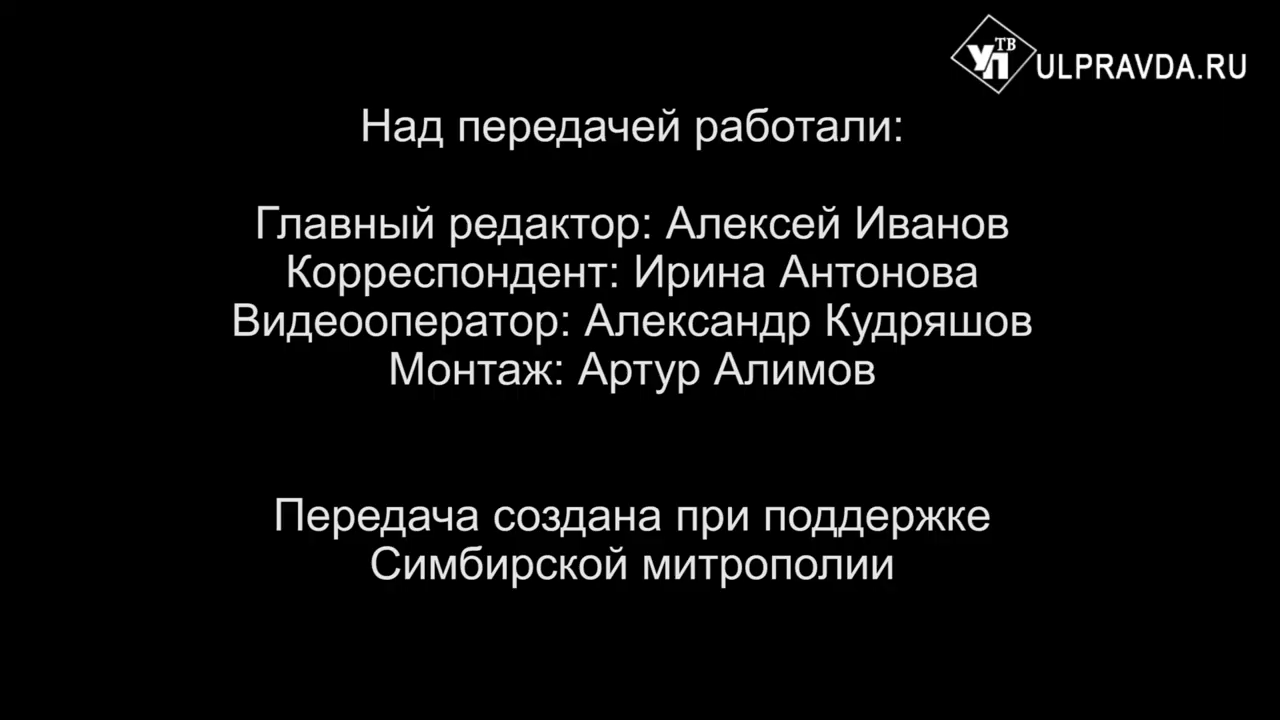 УП ТВ ULPRAVDA.RU
Над передачей работали:
Главный редактор: Алексей Иванов
Корреспондент: Ирина Антонова
Видеооператор: Александр Кудряшов
Монтаж: Артур Алимов
Передача создана при поддержке
Симбирской митрополии